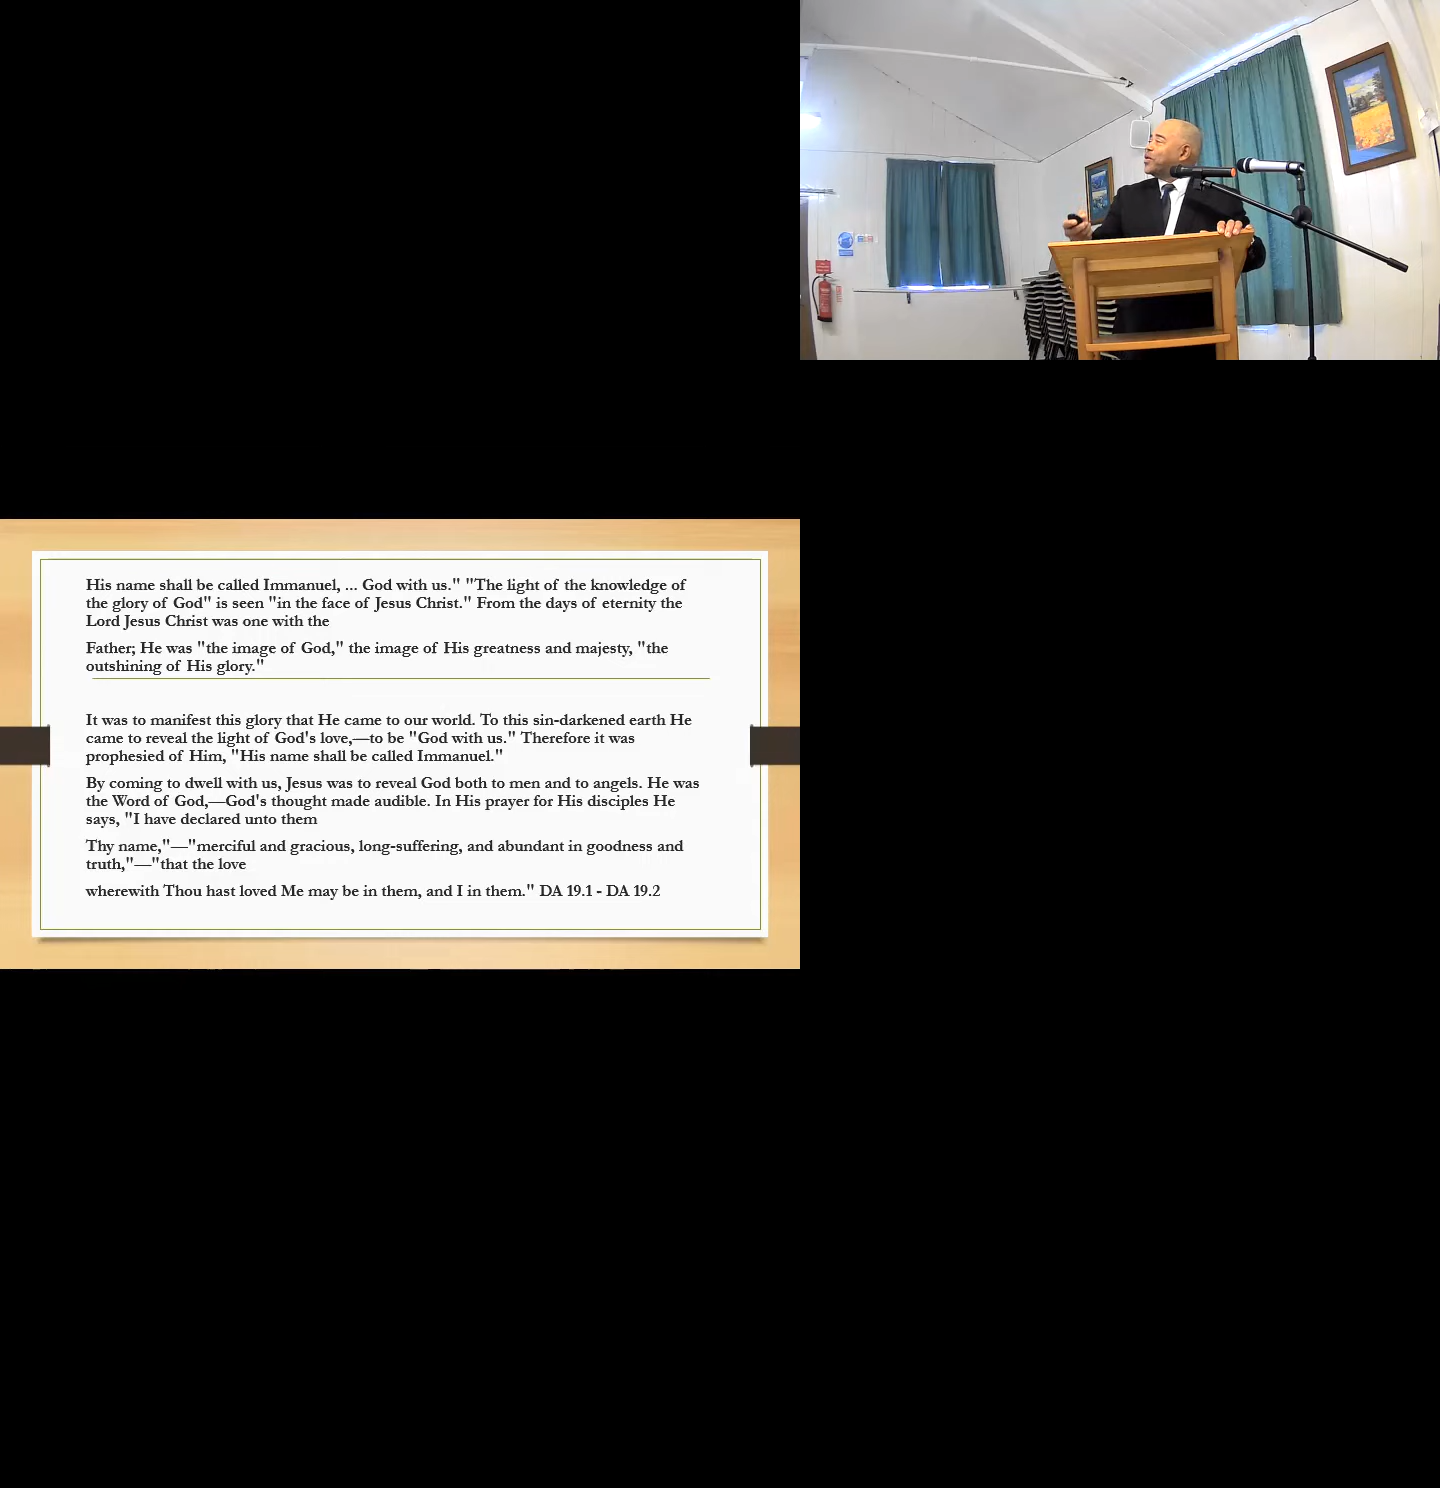 His name shall be called Immanuel, ... God with us." "The light of the knowledge of
the glory of God" is seen "in the face of Jesus Christ." From the days of eternity the
Lord Jesus Christ was one with the
Father; He was "the image of God," the image of His greatness and majesty, "the
outshining of His glory."
It was to manifest this glory that He came to our world. To this sin-darkened earth He
came to reveal the light of God's love,—to be "God with us." Therefore it was
prophesied of Him, "His name shall be called Immanuel."
By coming to dwell with us, Jesus was to reveal God both to men and to angels. He was
the Word of God,—God's thought made audible. In His prayer for His disciples He
says, "I have declared unto them
Thy name,"—"merciful and gracious, long-suffering, and abundant in goodness and
truth,"—"that the love
wherewith Thou hast loved Me may be in them, and I in them." DA 19.1 - DA 19.2